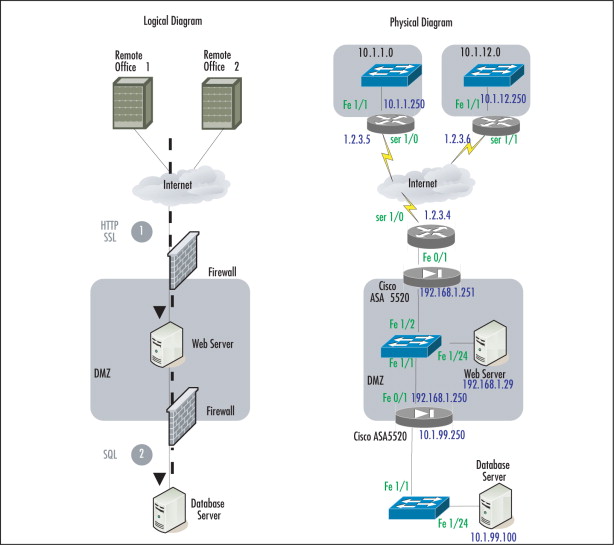 Logical Diagram
Remote
Office 1
Remote
Office 2
Internet
HTTP
SSL
1
Firewall
Web Server
DMZ
Firewall
SQL
2
Database
Server
Physical Diagram
10.1.1.0
10.1.12.0
Fe 1/1
10.1.1.250
Fe 1/1
10.1.12.250
1.2.3.5
ser 1/0
1.2.3.6
ser 1/1
Internet
ser 1/0
1.2.3.4
Fe 0/1
Cisco
ASA 5520
192.168.1.251
Fe 1/2
Fe 1/24
Fe 1/1
Web Server
192.168.1.29
DMZ
Fe 0/1
192.168.1.250
Cisco ASA5520
10.1.99.250
Database
Server
Fe 1/1
Fe 1/24
10.1.99.100